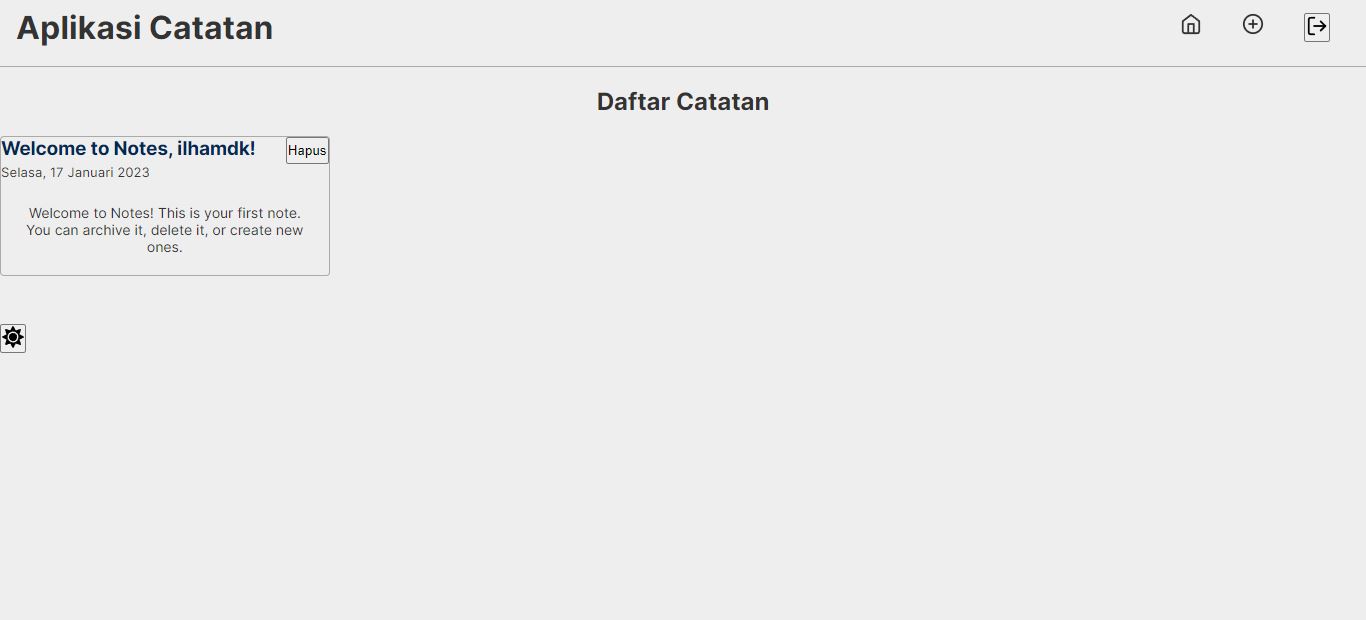 Aplikasi Catatan
Daftar Catatan
Welcome to Notes, ilhamdk!
Hapus
Selasa, 17 Januari 2023
Welcome to Notes! This is your first note.
You can archive it, delete it, or create new
ones.